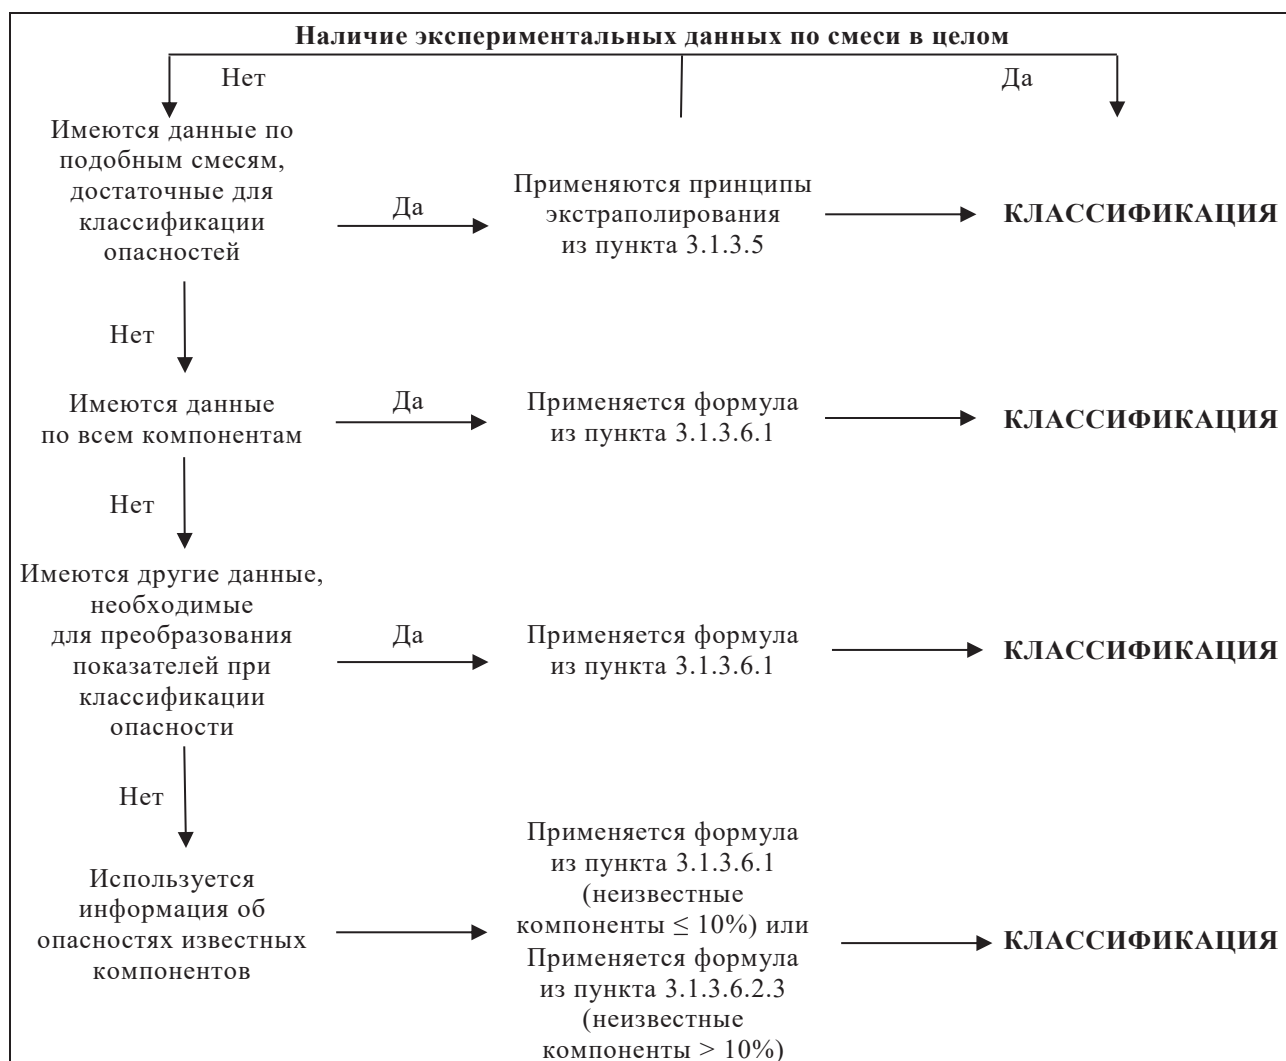 Наличие экспериментальных данных по смеси в целом
Нет
Да
Имеются данные по
подобным смесям,
достаточные для
классификации
опасностей
Да
Применяются принципы
экстраполирования
из пункта 3.1.3.5
КЛАССИФИКАЦИЯ
Нет
Имеются данные
по всем компонентам
Да
Применяется формула
из пункта 3.1.3.6.1
КЛАССИФИКАЦИЯ
Нет
Имеются другие данные,
необходимые
для преобразования
показателей при
классификации
опасности
Да
Применяется формула
из пункта 3.1.3.6.1
КЛАССИФИКАЦИЯ
Нет
Используется
информация об
опасностях известных
компонентов
Применяется формула
из пункта 3.1.3.6.1
(неизвестные
компоненты ≤ 10%) или
Применяется формула
из пункта 3.1.3.6.2.3
(неизвестные
компоненты > 10%)
КЛАССИФИКАЦИЯ